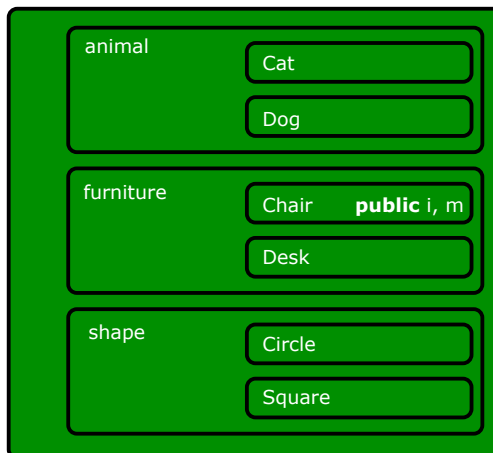 animal
Cat
Dog
furniture
Chair public i, m
Desk
shape
Circle
Square